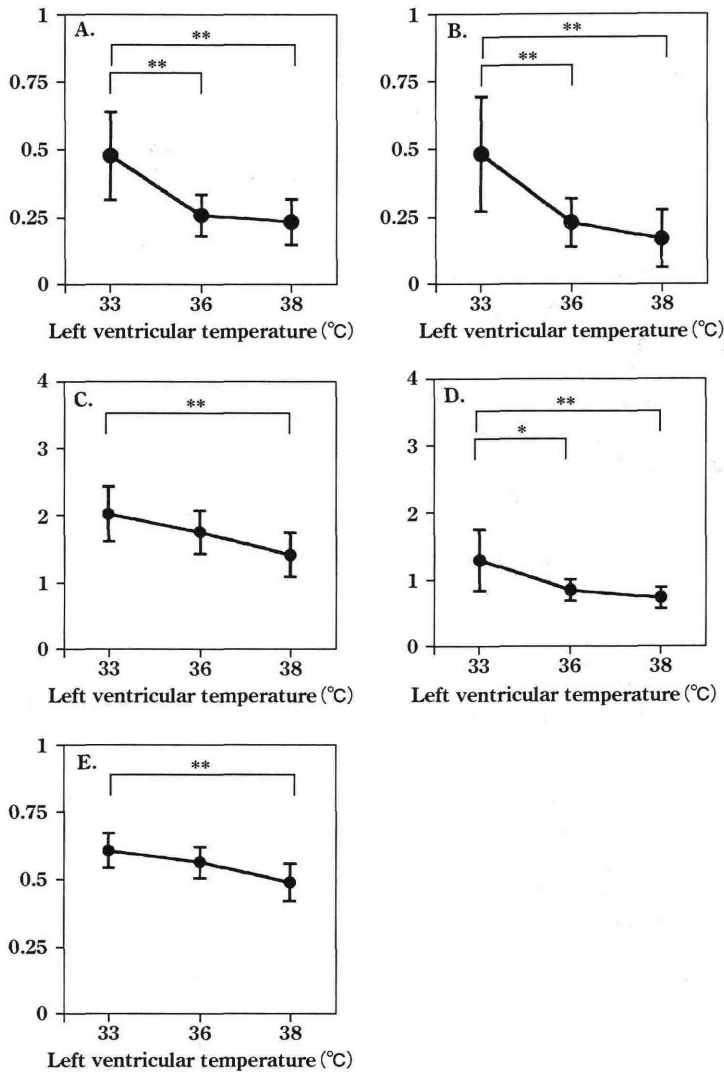 A.
**
**
1
0.75
0.5
0.25
0
33 36 38
Left ventricular temperature (℃)
B.
**
**
1
0.75
0.5
0.25
0
33 36 38
Left ventricular temperature (℃)
C.
**
4
3
2
1
0
33 36 38
Left ventricular temperature (℃)
D.
**
*
4
3
2
1
0
33 36 38
Left ventricular temperature (℃)
E.
**
1
0.75
0.5
0.25
0
33 36 38
Left ventricular temperature (℃)